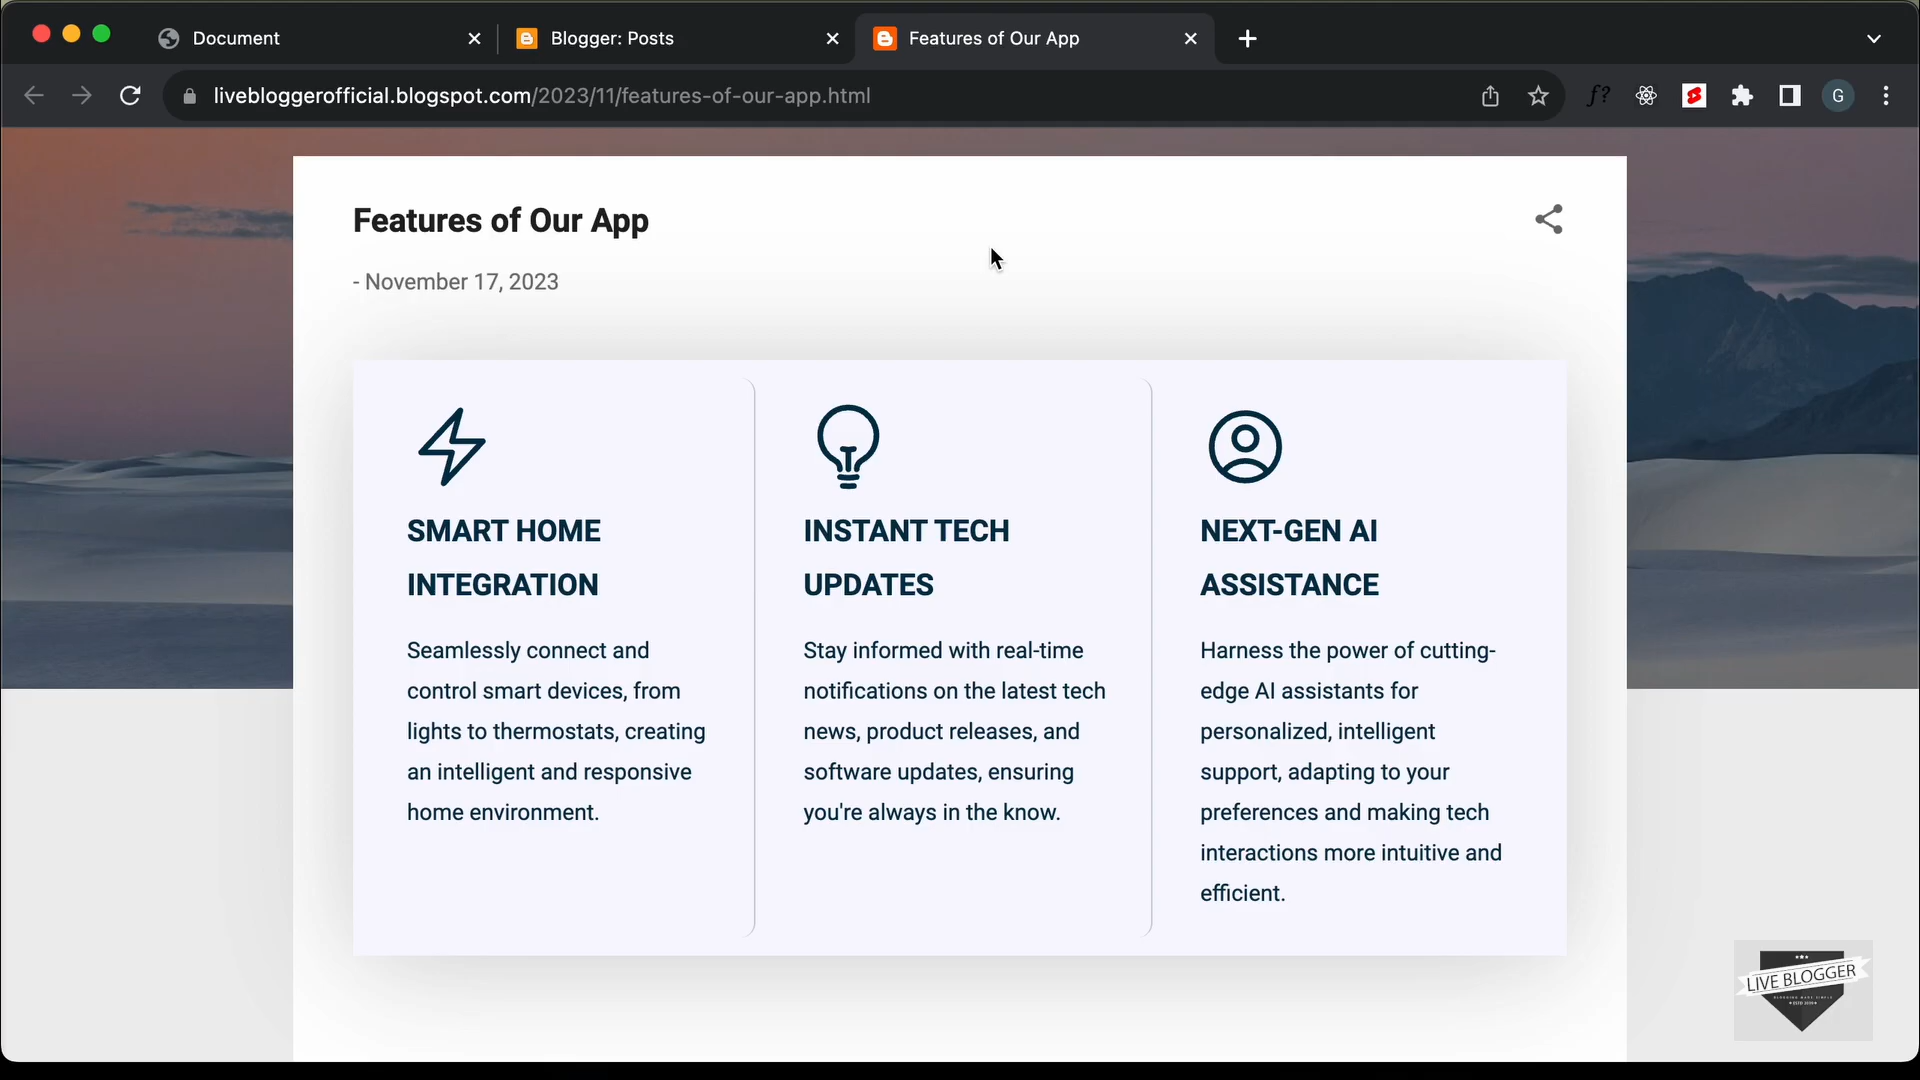 Document
Blogger: Posts
Features of Our App
livebloggerofficial.blogspot.com/2023/11/features-of-our-app.html
f?
G
Features of Our App
- November 17, 2023
SMART HOME
INTEGRATION
Seamlessly connect and
control smart devices, from
lights to thermostats, creating
an intelligent and responsive
home environment.
INSTANT TECH
UPDATES
Stay informed with real-time
notifications on the latest tech
news, product releases, and
software updates, ensuring
you're always in the know.
NEXT-GEN AI
ASSISTANCE
Harness the power of cutting-
edge AI assistants for
personalized, intelligent
support, adapting to your
preferences and making tech
interactions more intuitive and
efficient.
LIVE BLOGGER